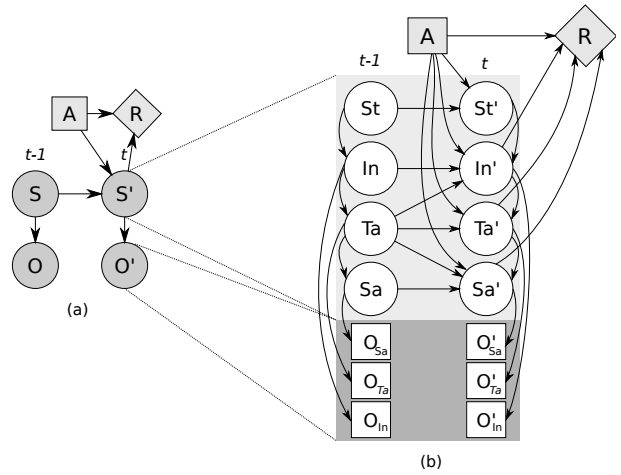 A
R
t-1
t
S
S'
O
O'
(a)
A
R
t-1
t
St
St'
In
In'
Ta
Ta'
Sa
Sa'
OSa
O'Sa
OTa
O'Ta
OIn
O'In
(b)